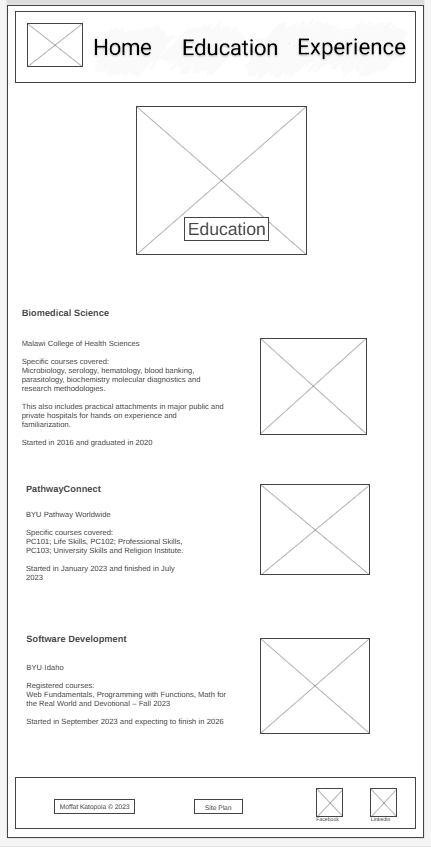 Home Education Experience
Education
Biomedical Science
Malawi College of Health Sciences
Specific courses covered:
Microbiology, serology, hematology, blood banking,
parasitology, biochemistry molecular diagnostics and
research methodologies.
This also includes practical attachments in major public and
private hospitals for hands on experience and
familiarization.
Started in 2016 and graduated in 2020
PathwayConnect
BYU Pathway Worldwide
Specific courses covered:
PC101; Life Skills, PC102; Professional Skills,
PC103; University Skills and Religion Institute.
Started in January 2023 and finished in July
2023
Software Development
BYU Idaho
Registered courses:
Web Fundamentals, Programming with Functions, Math for
the Real World and Devotional – Fall 2023
Started in September 2023 and expecting to finish in 2026
Moffat Katopola © 2023
Site Plan
Facebook
LinkedIn